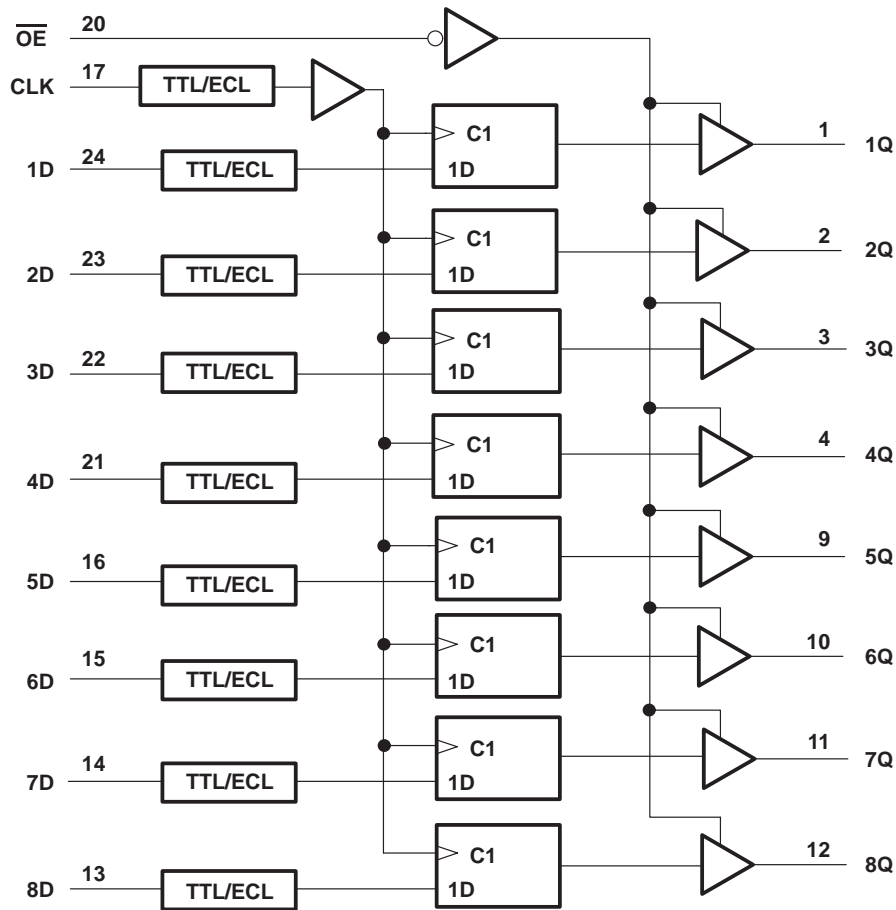 OE 20
CLK 17 TTL/ECL
C1 1 1Q
1D 24 TTL/ECL 1D
C1 2 2Q
2D 23 TTL/ECL 1D
C1 3 3Q
3D 22 TTL/ECL 1D
C1 4 4Q
4D 21 TTL/ECL 1D
C1 9 5Q
5D 16 TTL/ECL 1D
C1 10 6Q
6D 15 TTL/ECL 1D
C1 11 7Q
7D 14 TTL/ECL 1D
C1 12 8Q
8D 13 TTL/ECL 1D